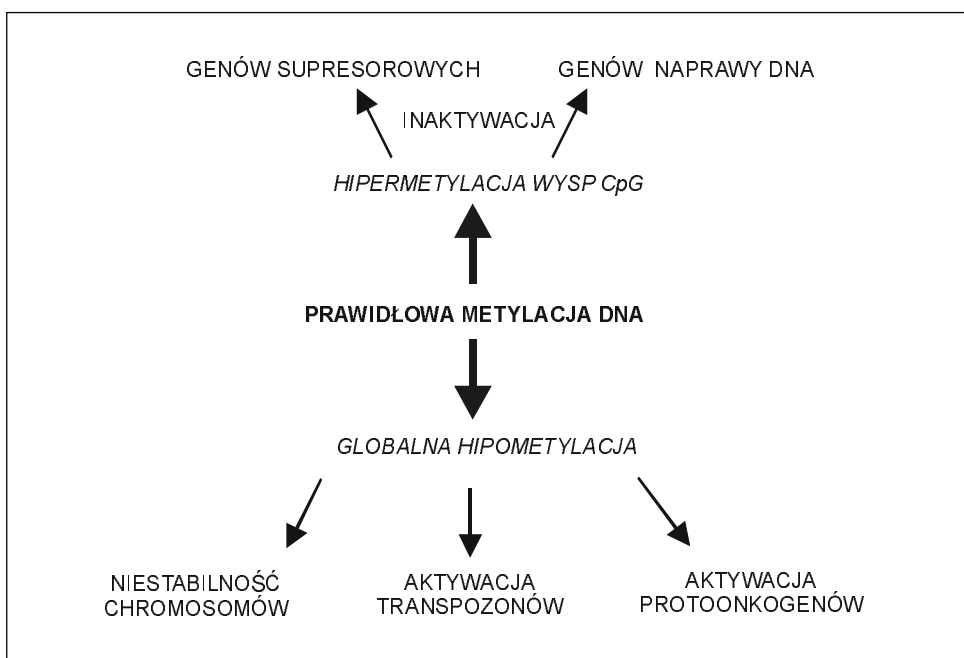 GENÓW SUPRESOROWYCH
GENÓW NAPRAWY DNA
INAKTYWACJA
HIPERMETYLACJA WYSP CpG
PRAWIDŁOWA METYLACJA DNA
GLOBALNA HIPOMETYLACJA
NIESTABILNOŚĆ
CHROMOSOMÓW
AKTYWACJA
TRANSPOZONÓW
AKTYWACJA
PROTOONKOGENÓW